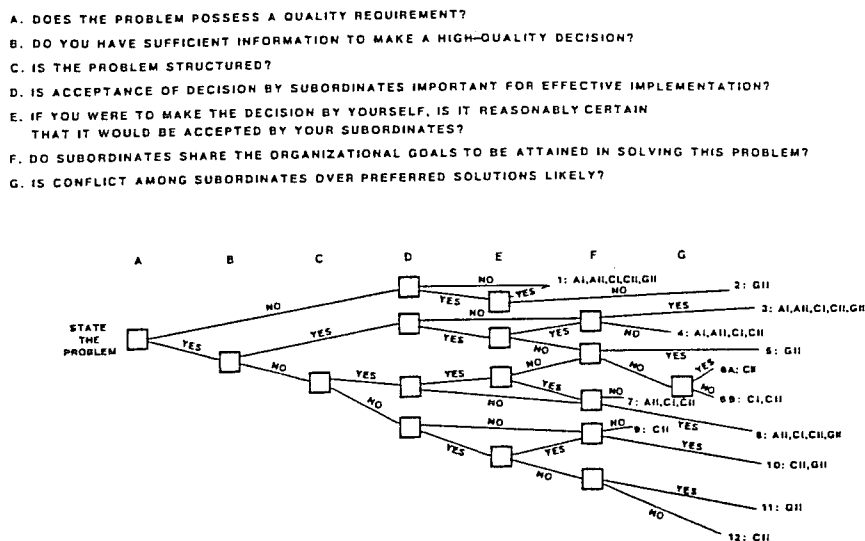 A. DOES THE PROBLEM POSSESS A QUALITY REQUIREMENT?
B. DO YOU HAVE SUFFICIENT INFORMATION TO MAKE A HIGH-QUALITY DECISION?
C. IS THE PROBLEM STRUCTURED?
D. IS ACCEPTANCE OF DECISION BY SUBORDINATES IMPORTANT FOR EFFECTIVE IMPLEMENTATION?
E. IF YOU WERE TO MAKE THE DECISION BY YOURSELF, IS IT REASONABLY CERTAIN
THAT IT WOULD BE ACCEPTED BY YOUR SUBORDINATES?
F. DO SUBORDINATES SHARE THE ORGANIZATIONAL GOALS TO BE ATTAINED IN SOLVING THIS PROBLEM?
G. IS CONFLICT AMONG SUBORDINATES OVER PREFERRED SOLUTIONS LIKELY?
A B C D E F G
NO 1: AI,AII,CI,CII,GII
YES YES NO 2: GII
NO
YES 3: AI,AII,CI,CII,GII
NO
STATE
THE
PROBLEM
YES YES YES NO 4: AI,AII,CI,CII
NO YES 5: GII
NO NO YES 6A: CII
YES YES NO
NO YES NO 7: AII,CI,CII
NO 6B: CI,CII
NO
NO NO 9: CII
YES 8: AII,CI,CII,GII
YES YES YES 10: CII,GII
NO YES 11: GII
NO 12: CII